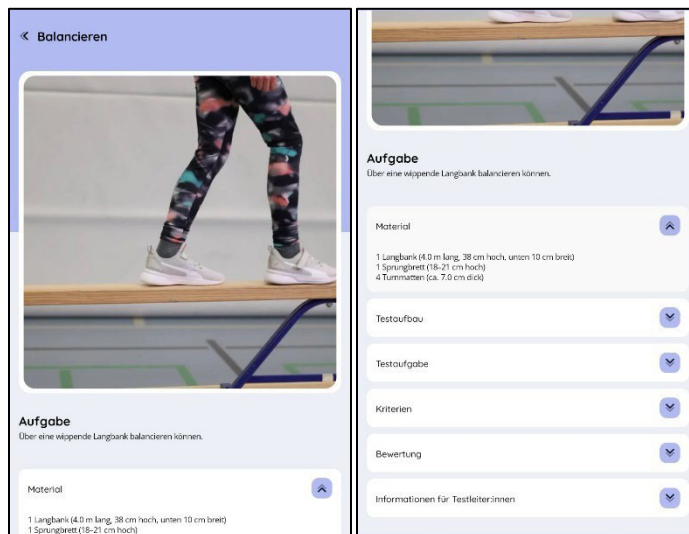 Balancieren
Aufgabe
Über eine wippende Langbank balancieren können.
Material
1 Langbank (4.0 m lang, 38 cm hoch, unten 10 cm breit)
1 Sprungbrett (18–21 cm hoch)
Aufgabe
Über eine wippende Langbank balancieren können.
Material
1 Langbank (4.0 m lang, 38 cm hoch, unten 10 cm breit)
1 Sprungbrett (18–21 cm hoch)
4 Turnmatten (ca. 7.0 cm dick)
Testaufbau
Testaufgabe
Kriterien
Bewertung
Informationen für Testleiter:innen